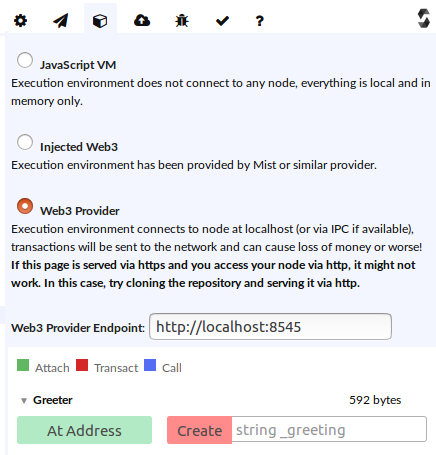 JavaScript VM
Execution environment does not connect to any node, everything is local and in
memory only.
Injected Web3
Execution environment has been provided by Mist or similar provider.
Web3 Provider
Execution environment connects to node at localhost (or via IPC if available),
transactions will be sent to the network and can cause loss of money or worse!
If this page is served via https and you access your node via http, it might not
work. In this case, try cloning the repository and serving it via http.
Web3 Provider Endpoint: http://localhost:8545
Attach Transact Call
Greeter 592 bytes
At Address Create string _greeting